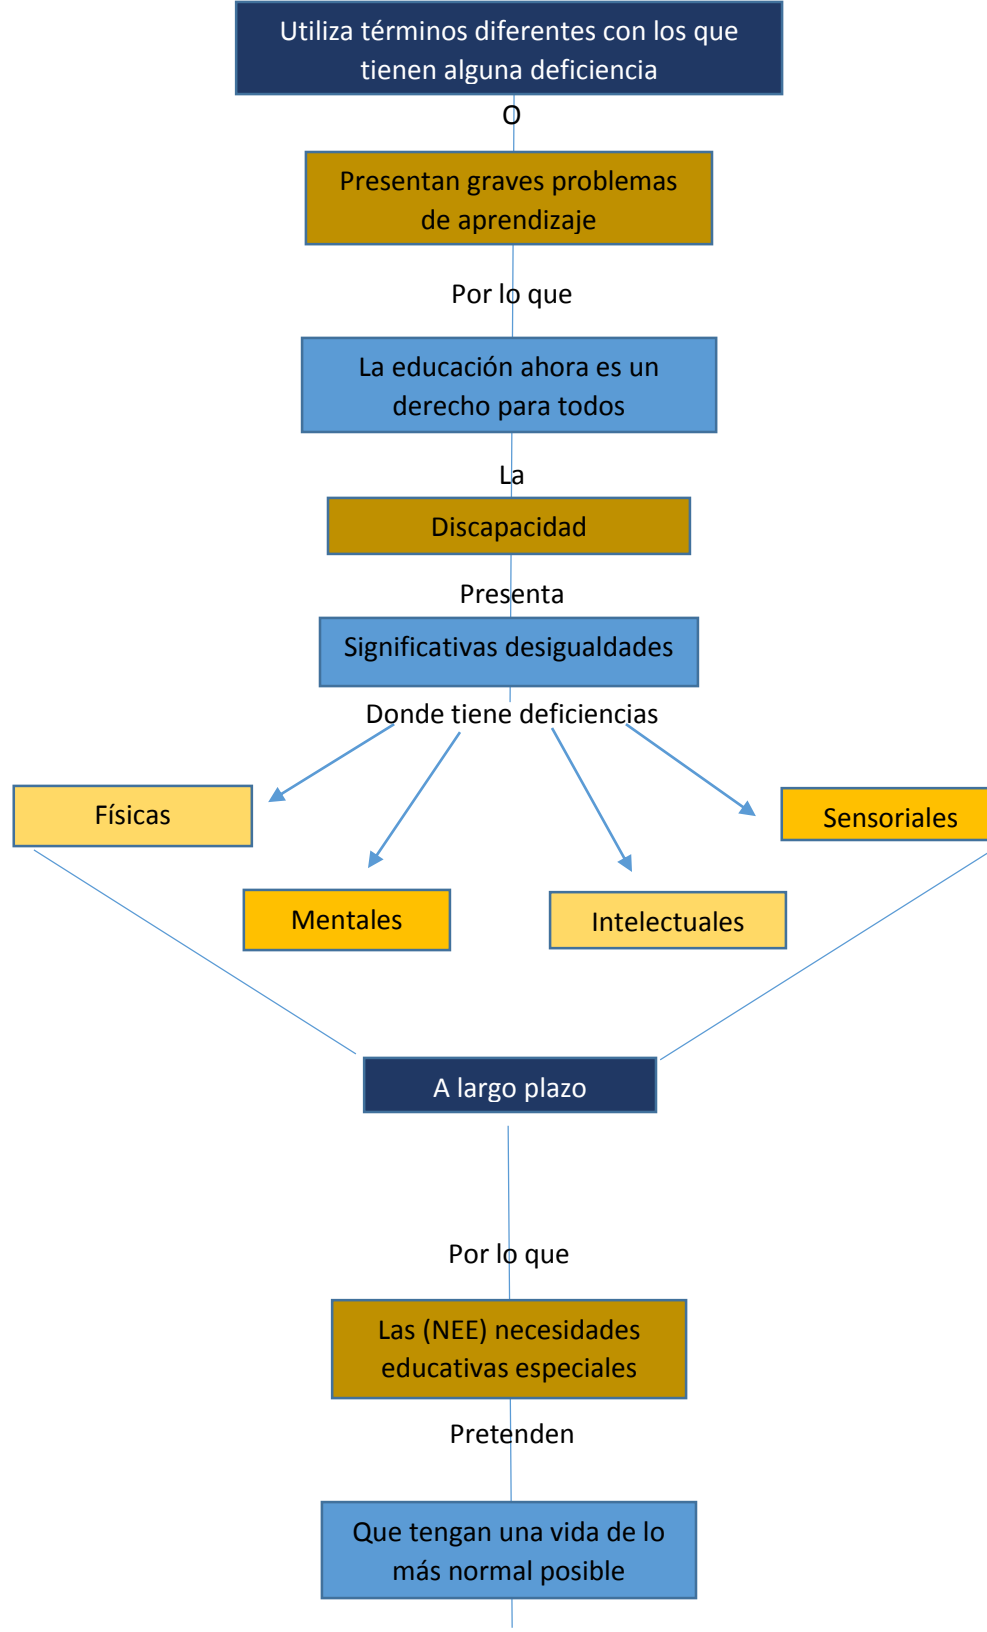 Utiliza términos diferentes con los que
tienen alguna deficiencia
O
Presentan graves problemas
de aprendizaje
Por lo que
La educación ahora es un
derecho para todos
La
Discapacidad
Presenta
Significativas desigualdades
Donde tiene deficiencias
Físicas
Sensoriales
Mentales
Intelectuales
A largo plazo
Por lo que
Las (NEE) necesidades
educativas especiales
Pretenden
Que tengan una vida de lo
más normal posible